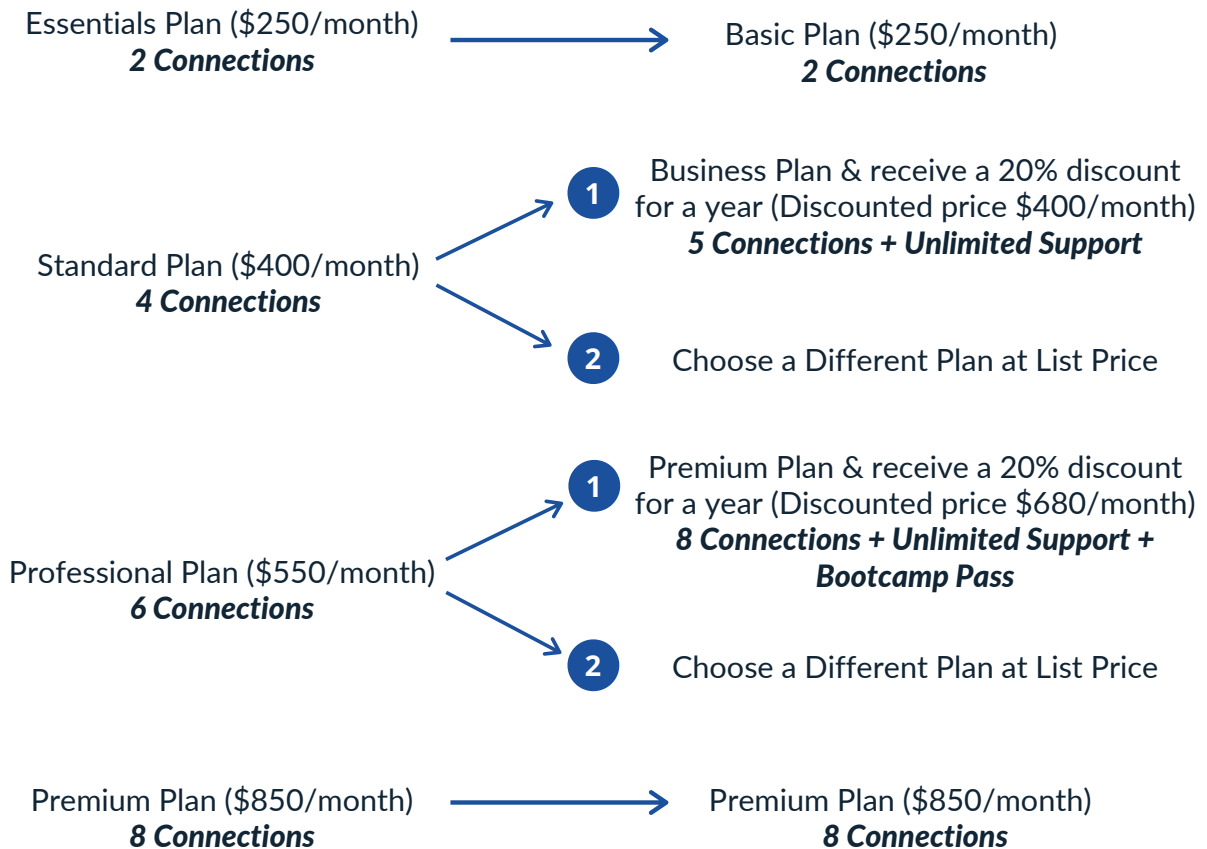 Essentials Plan ($250/month)
2 Connections
Basic Plan ($250/month)
2 Connections
Standard Plan ($400/month)
4 Connections
1
Business Plan & receive a 20% discount
for a year (Discounted price $400/month)
5 Connections + Unlimited Support
2
Choose a Different Plan at List Price
Professional Plan ($550/month)
6 Connections
1
Premium Plan & receive a 20% discount
for a year (Discounted price $680/month)
8 Connections + Unlimited Support +
Bootcamp Pass
2
Choose a Different Plan at List Price
Premium Plan ($850/month)
8 Connections
Premium Plan ($850/month)
8 Connections